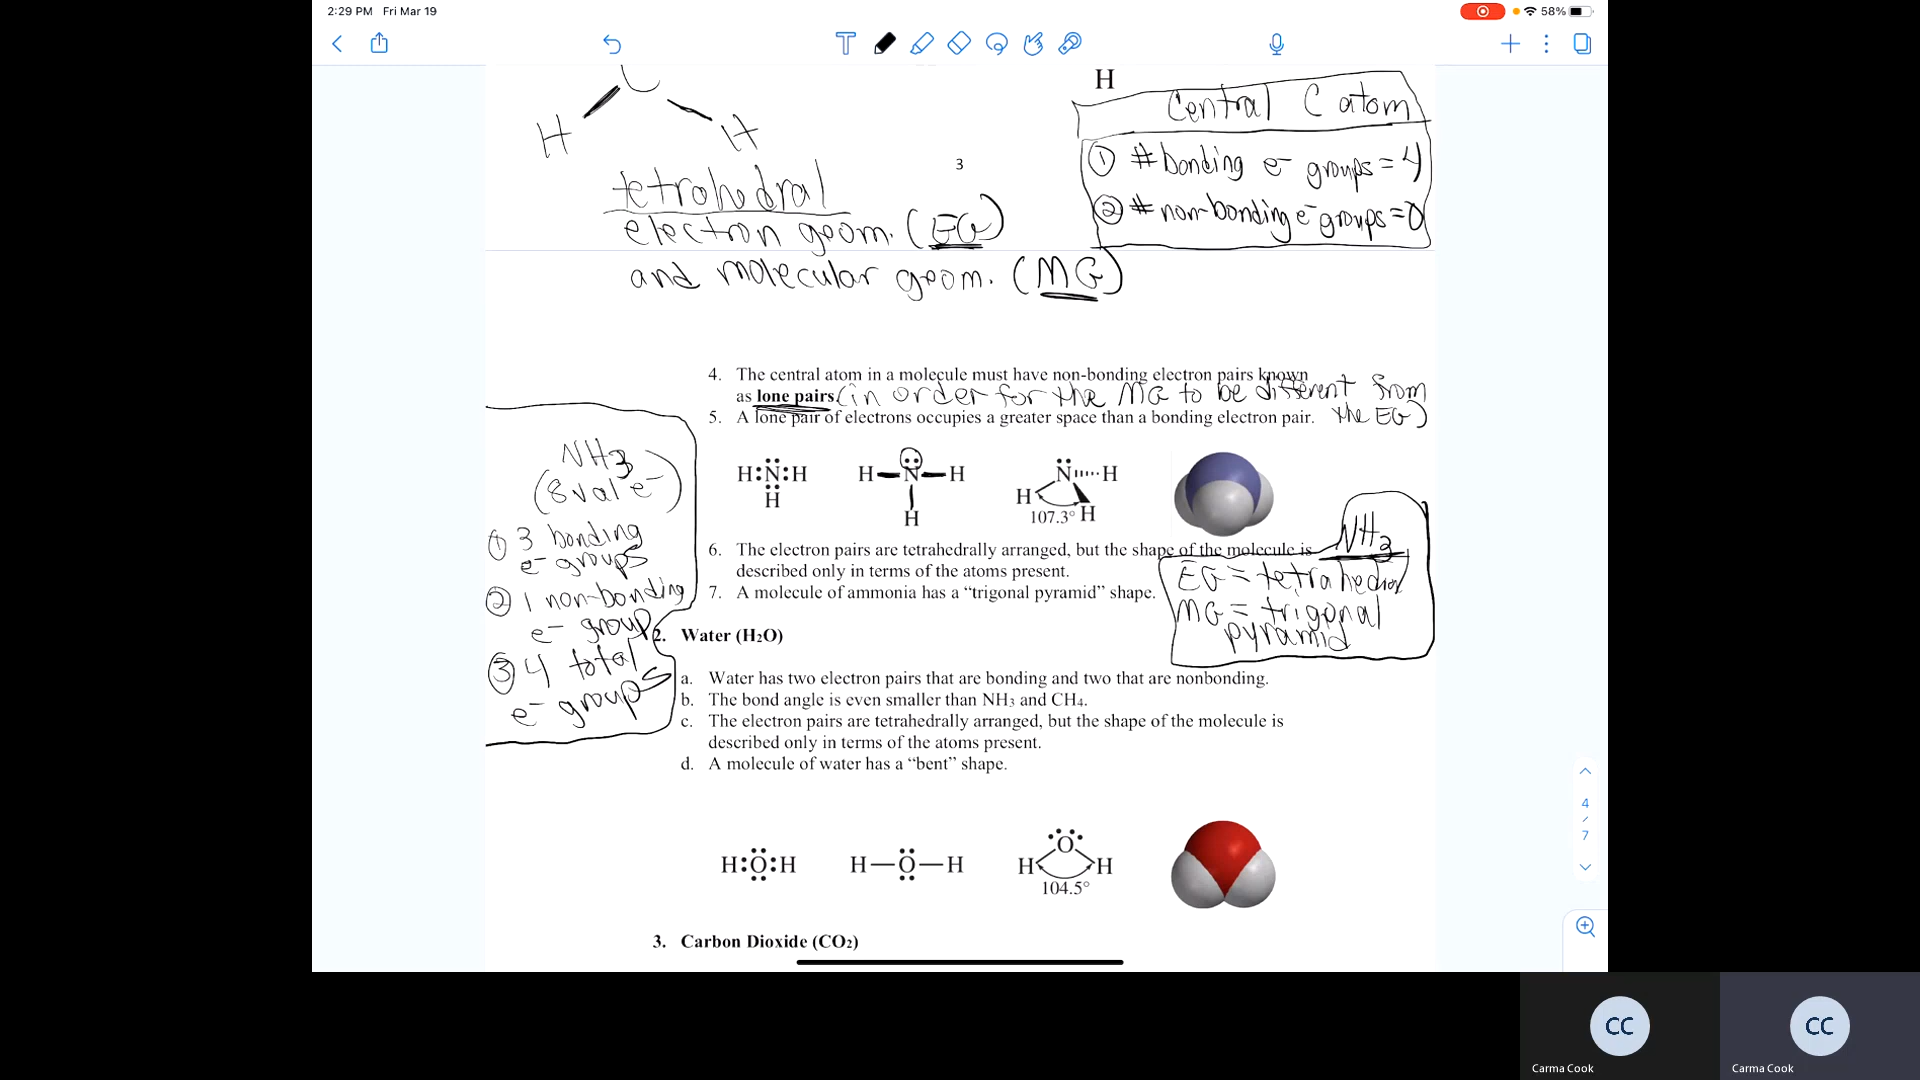 2:29 PM Fri Mar 19
58%
H
C
H
H
Central C atom
① # bonding e- groups = 4
② # non-bonding e- groups = 0
3
tetrahedral
electron geom. (EG)
and molecular geom. (MG)
4. The central atom in a molecule must have non-bonding electron pairs known
as lone pairs. (in order for the MG to be different from
the EG)
5. A lone pair of electrons occupies a greater space than a bonding electron pair.
NH3
(8 val e-)
① 3 bonding
e- groups
② 1 non-bonding
e- group
③ 4 total
e- groups
H:N:H
H
H—N—H
H
N H
H
107.3° H
6. The electron pairs are tetrahedrally arranged, but the shape of the molecule is
described only in terms of the atoms present.
7. A molecule of ammonia has a “trigonal pyramid” shape.
NH3
EG = tetrahedral
MG = trigonal
pyramid
2. Water (H2O)
a. Water has two electron pairs that are bonding and two that are nonbonding.
b. The bond angle is even smaller than NH3 and CH4.
c. The electron pairs are tetrahedrally arranged, but the shape of the molecule is
described only in terms of the atoms present.
d. A molecule of water has a “bent” shape.
H:O:H
H—O—H
O
H H
104.5°
3. Carbon Dioxide (CO2)
4
/
7
CC
Carma Cook
CC
Carma Cook